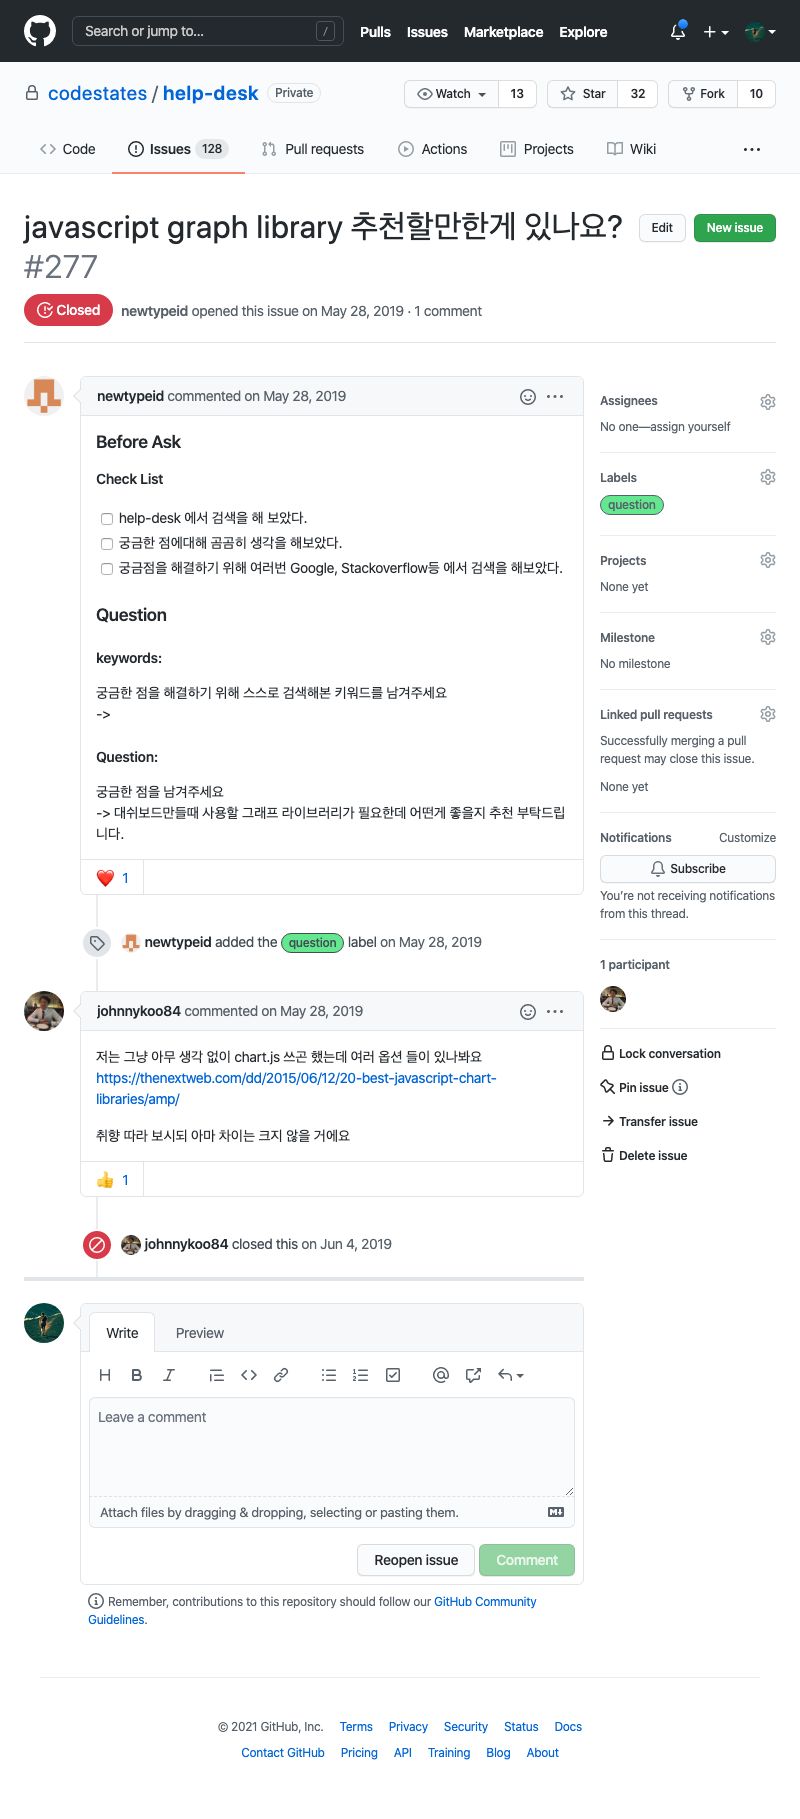 Search or jump to... /
Pulls Issues Marketplace Explore
codestates / help-desk Private
Watch 13 Star 32 Fork 10
Code Issues 128 Pull requests Actions Projects Wiki ...
javascript graph library 추천할만한게 있나요?
#277
Edit New issue
Closed newtypeid opened this issue on May 28, 2019 · 1 comment
newtypeid commented on May 28, 2019
Before Ask
Check List
help-desk 에서 검색을 해 보았다.
궁금한 점에대해 곰곰히 생각을 해보았다.
궁금점을 해결하기 위해 여러번 Google, Stackoverflow등 에서 검색을 해보았다.
Question
keywords:
궁금한 점을 해결하기 위해 스스로 검색해본 키워드를 남겨주세요
->
Question:
궁금한 점을 남겨주세요
-> 대쉬보드만들때 사용할 그래프 라이브러리가 필요한데 어떤게 좋을지 추천 부탁드립
니다.
❤️ 1
newtypeid added the question label on May 28, 2019
johnnykoo84 commented on May 28, 2019
저는 그냥 아무 생각 없이 chart.js 쓰곤 했는데 여러 옵션 들이 있나봐요
https://thenextweb.com/dd/2015/06/12/20-best-javascript-chart-
libraries/amp/
취향 따라 보시되 아마 차이는 크지 않을 거에요
👍 1
johnnykoo84 closed this on Jun 4, 2019
Write Preview
Leave a comment
Attach files by dragging & dropping, selecting or pasting them.
Reopen issue Comment
Remember, contributions to this repository should follow our GitHub Community
Guidelines.
Assignees
No one—assign yourself
Labels
question
Projects
None yet
Milestone
No milestone
Linked pull requests
Successfully merging a pull
request may close this issue.
None yet
Notifications Customize
Subscribe
You're not receiving notifications
from this thread.
1 participant
Lock conversation
Pin issue
Transfer issue
Delete issue
© 2021 GitHub, Inc. Terms Privacy Security Status Docs
Contact GitHub Pricing API Training Blog About